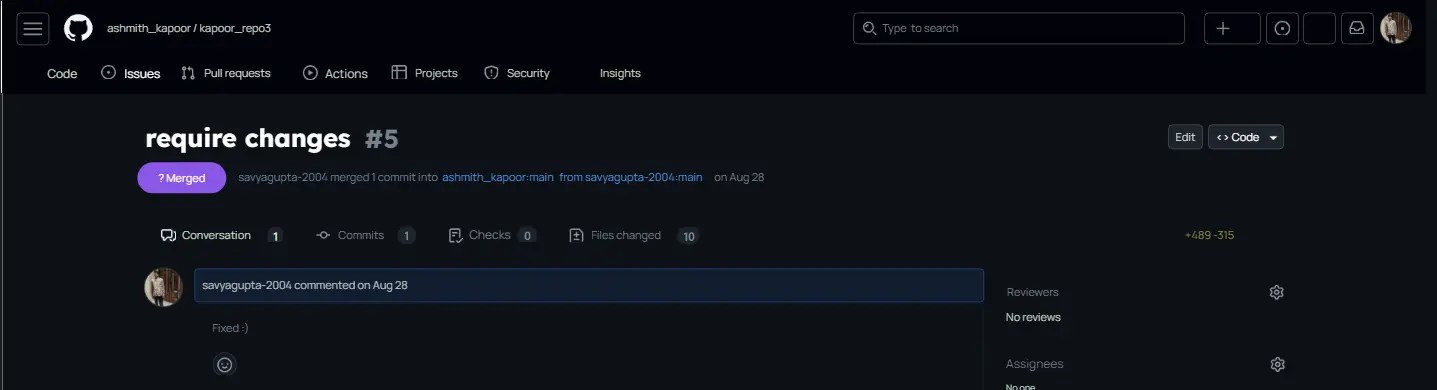 ashmith_kapoor / kapoor_repo3
Type to search
Code Issues Pull requests Actions Projects Security Insights
require changes #5
Edit <> Code
? Merged savyagupta-2004 merged 1 commit into ashmith_kapoor:main from savyagupta-2004:main on Aug 28
Conversation 1 Commits 1 Checks 0 Files changed 10 +489 -315
savyagupta-2004 commented on Aug 28
Reviewers
No reviews
Fixed :)
Assignees
No one